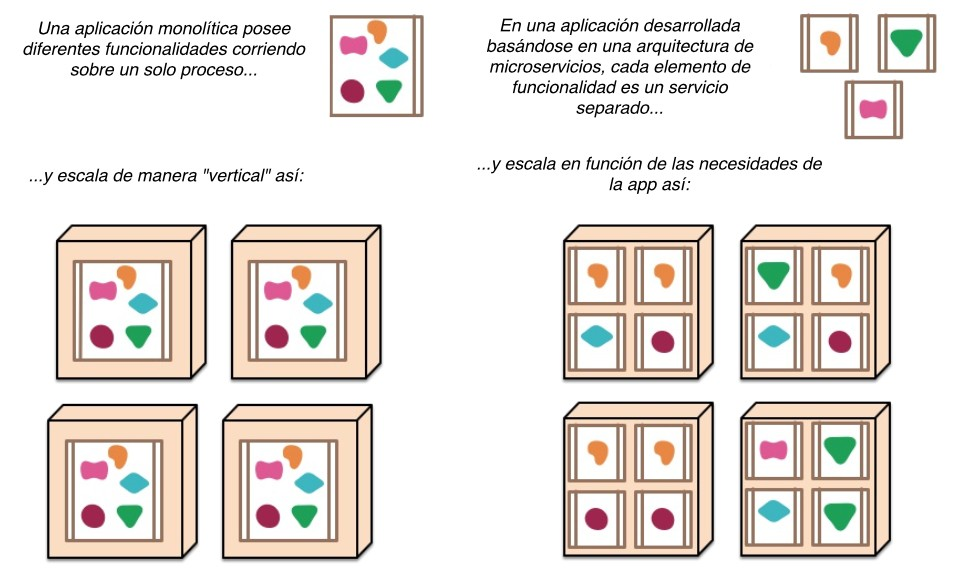 Una aplicación monolítica posee
diferentes funcionalidades corriendo
sobre un solo proceso...
En una aplicación desarrollada
basándose en una arquitectura de
microservicios, cada elemento de
funcionalidad es un servicio
separado...
...y escala de manera "vertical" así:
...y escala en función de las necesidades de
la app así: